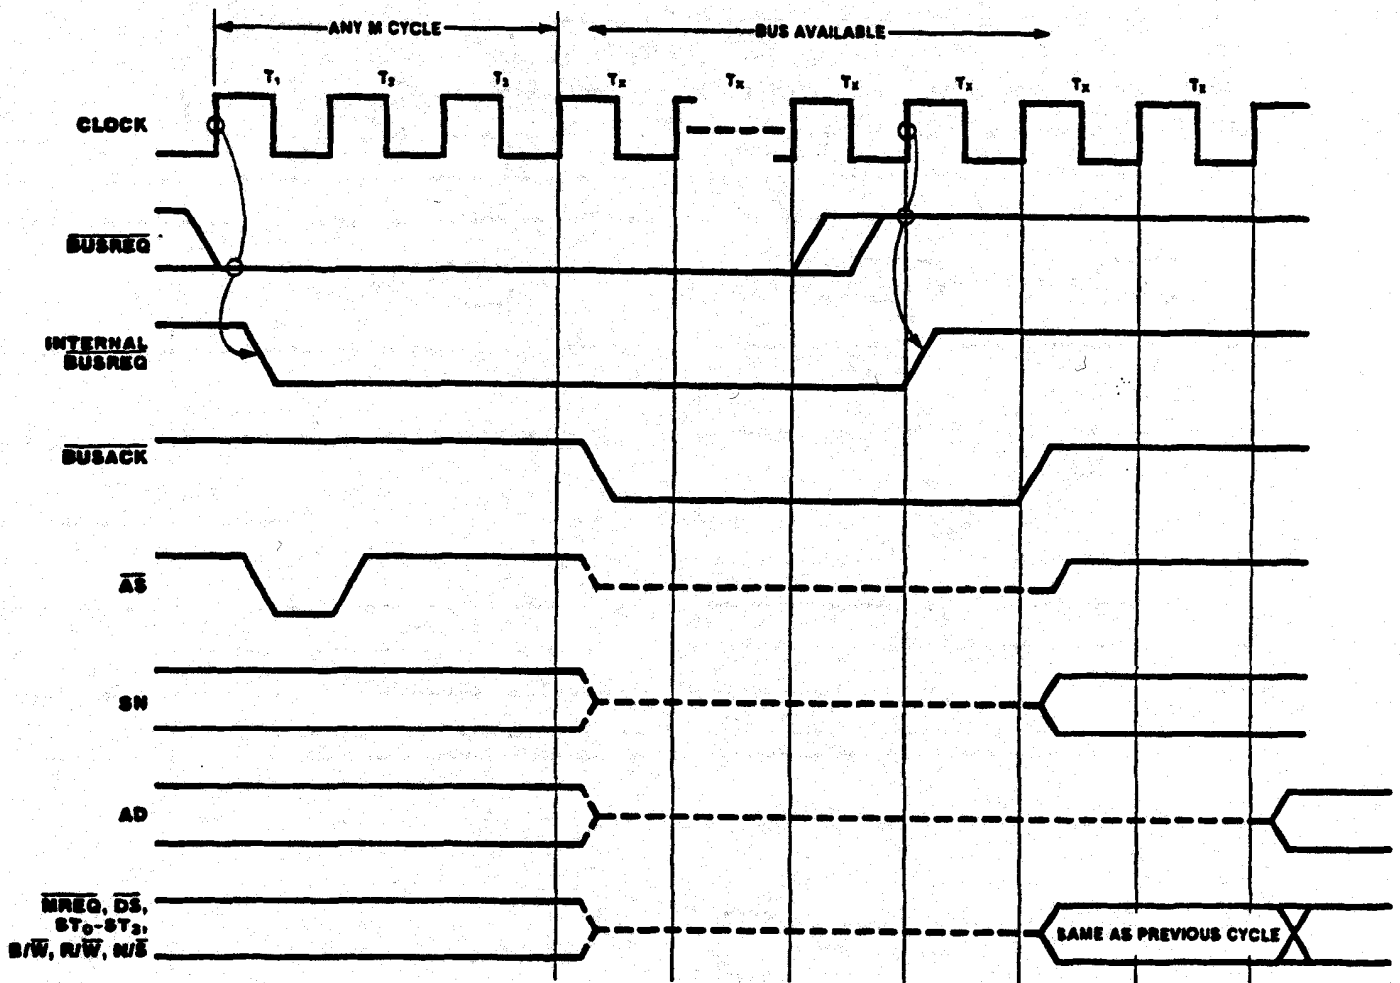 ANY M CYCLE
BUS AVAILABLE
T₁ T₂ T₃ Tx Tx Tx Tx Tx Tx
CLOCK
BUSREQ
INTERNAL
BUSREQ
BUSACK
AS
SN
AD
MREQ, DS,
ST₀-ST₃,
B/W, R/W, N/S
SAME AS PREVIOUS CYCLE